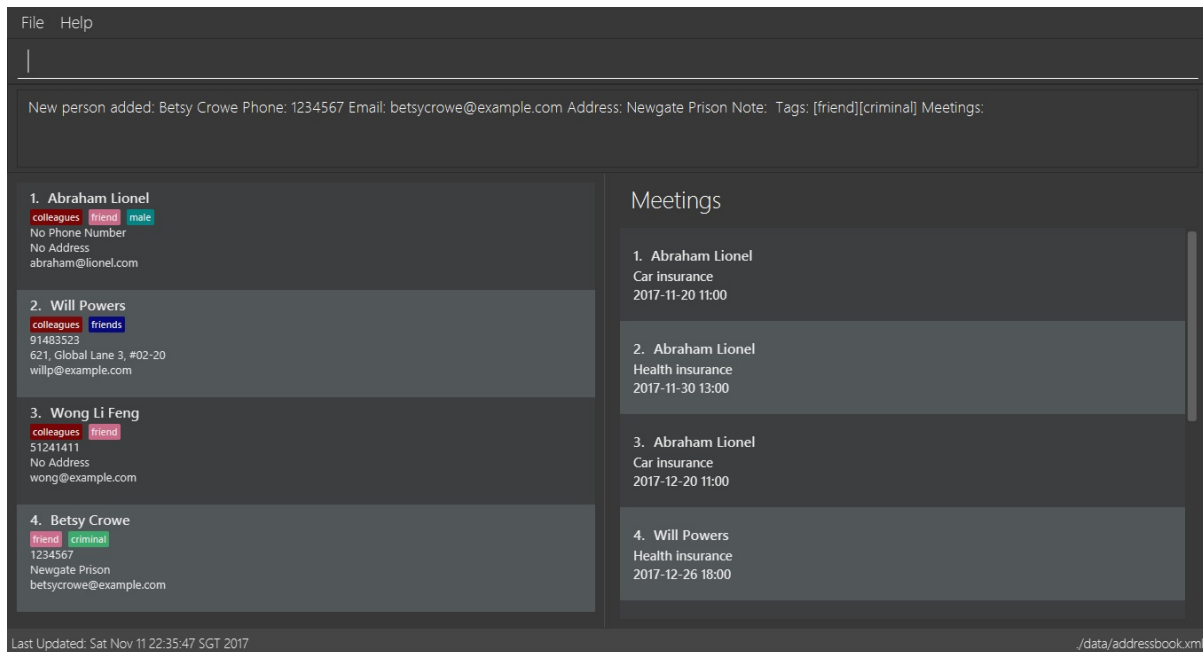 File Help
New person added: Betsy Crowe Phone: 1234567 Email: betsycrowe@example.com Address: Newgate Prison Note: Tags: [friend][criminal] Meetings:
1. Abraham Lionel
colleagues friend male
No Phone Number
No Address
abraham@lionel.com
2. Will Powers
colleagues friends
91483523
621, Global Lane 3, #02-20
willp@example.com
3. Wong Li Feng
colleagues friend
51241411
No Address
wong@example.com
4. Betsy Crowe
friend criminal
1234567
Newgate Prison
betsycrowe@example.com
Meetings
1. Abraham Lionel
Car insurance
2017-11-20 11:00
2. Abraham Lionel
Health insurance
2017-11-30 13:00
3. Abraham Lionel
Car insurance
2017-12-20 11:00
4. Will Powers
Health insurance
2017-12-26 18:00
Last Updated: Sat Nov 11 22:35:47 SGT 2017
./data/addressbook.xml